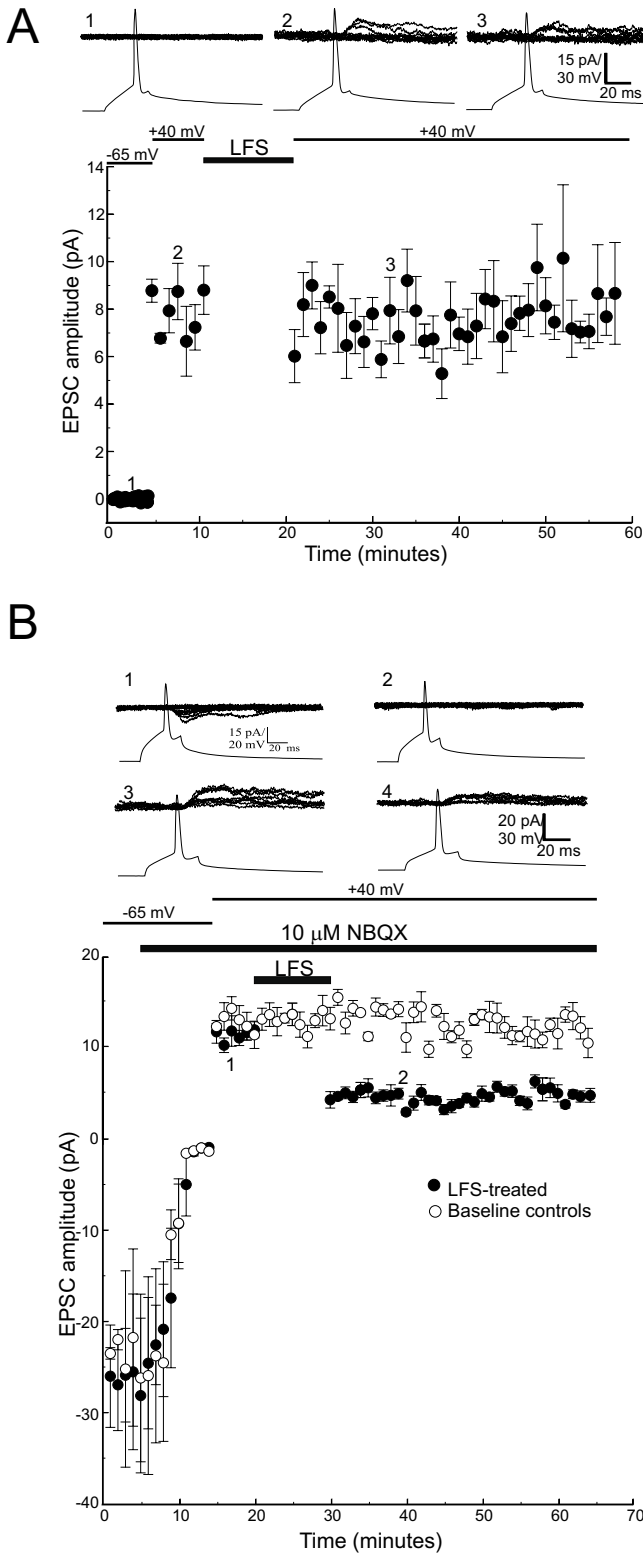 A
1 2 3
15 pA/
30 mV
20 ms
-65 mV
+40 mV
LFS
+40 mV
14
12
10
8
6
4
2
0
EPSC amplitude (pA)
1
2
3
0 10 20 30 40 50 60
Time (minutes)
B
1 2
15 pA/
20 mV
20 ms
3 4
20 pA/
30 mV
20 ms
-65 mV
+40 mV
10 μM NBQX
LFS
20
10
0
-10
-20
-30
-40
EPSC amplitude (pA)
1
2
LFS-treated
Baseline controls
0 10 20 30 40 50 60 70
Time (minutes)